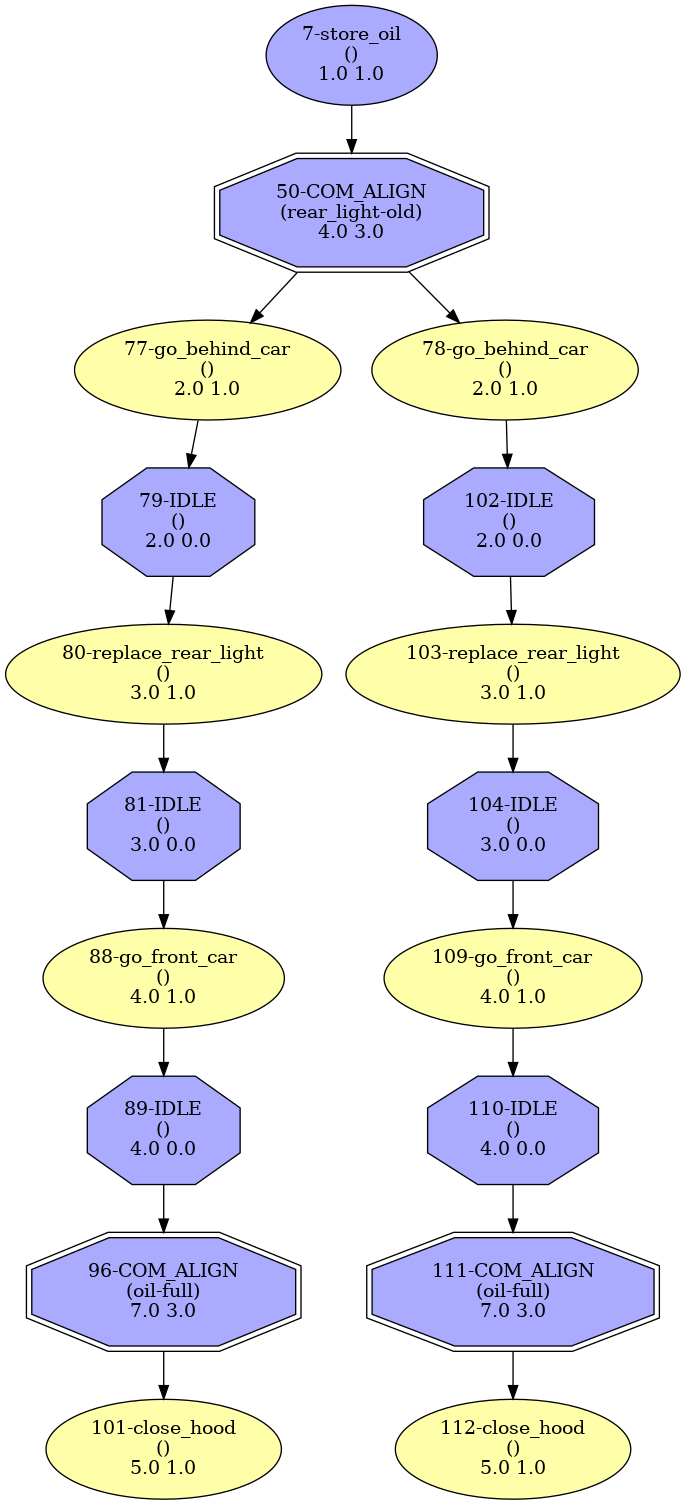 7-store_oil
()
1.0 1.0
50-COM_ALIGN
(rear_light-old)
4.0 3.0
77-go_behind_car
()
2.0 1.0
78-go_behind_car
()
2.0 1.0
79-IDLE
()
2.0 0.0
102-IDLE
()
2.0 0.0
80-replace_rear_light
()
3.0 1.0
103-replace_rear_light
()
3.0 1.0
81-IDLE
()
3.0 0.0
104-IDLE
()
3.0 0.0
88-go_front_car
()
4.0 1.0
109-go_front_car
()
4.0 1.0
89-IDLE
()
4.0 0.0
110-IDLE
()
4.0 0.0
96-COM_ALIGN
(oil-full)
7.0 3.0
111-COM_ALIGN
(oil-full)
7.0 3.0
101-close_hood
()
5.0 1.0
112-close_hood
()
5.0 1.0